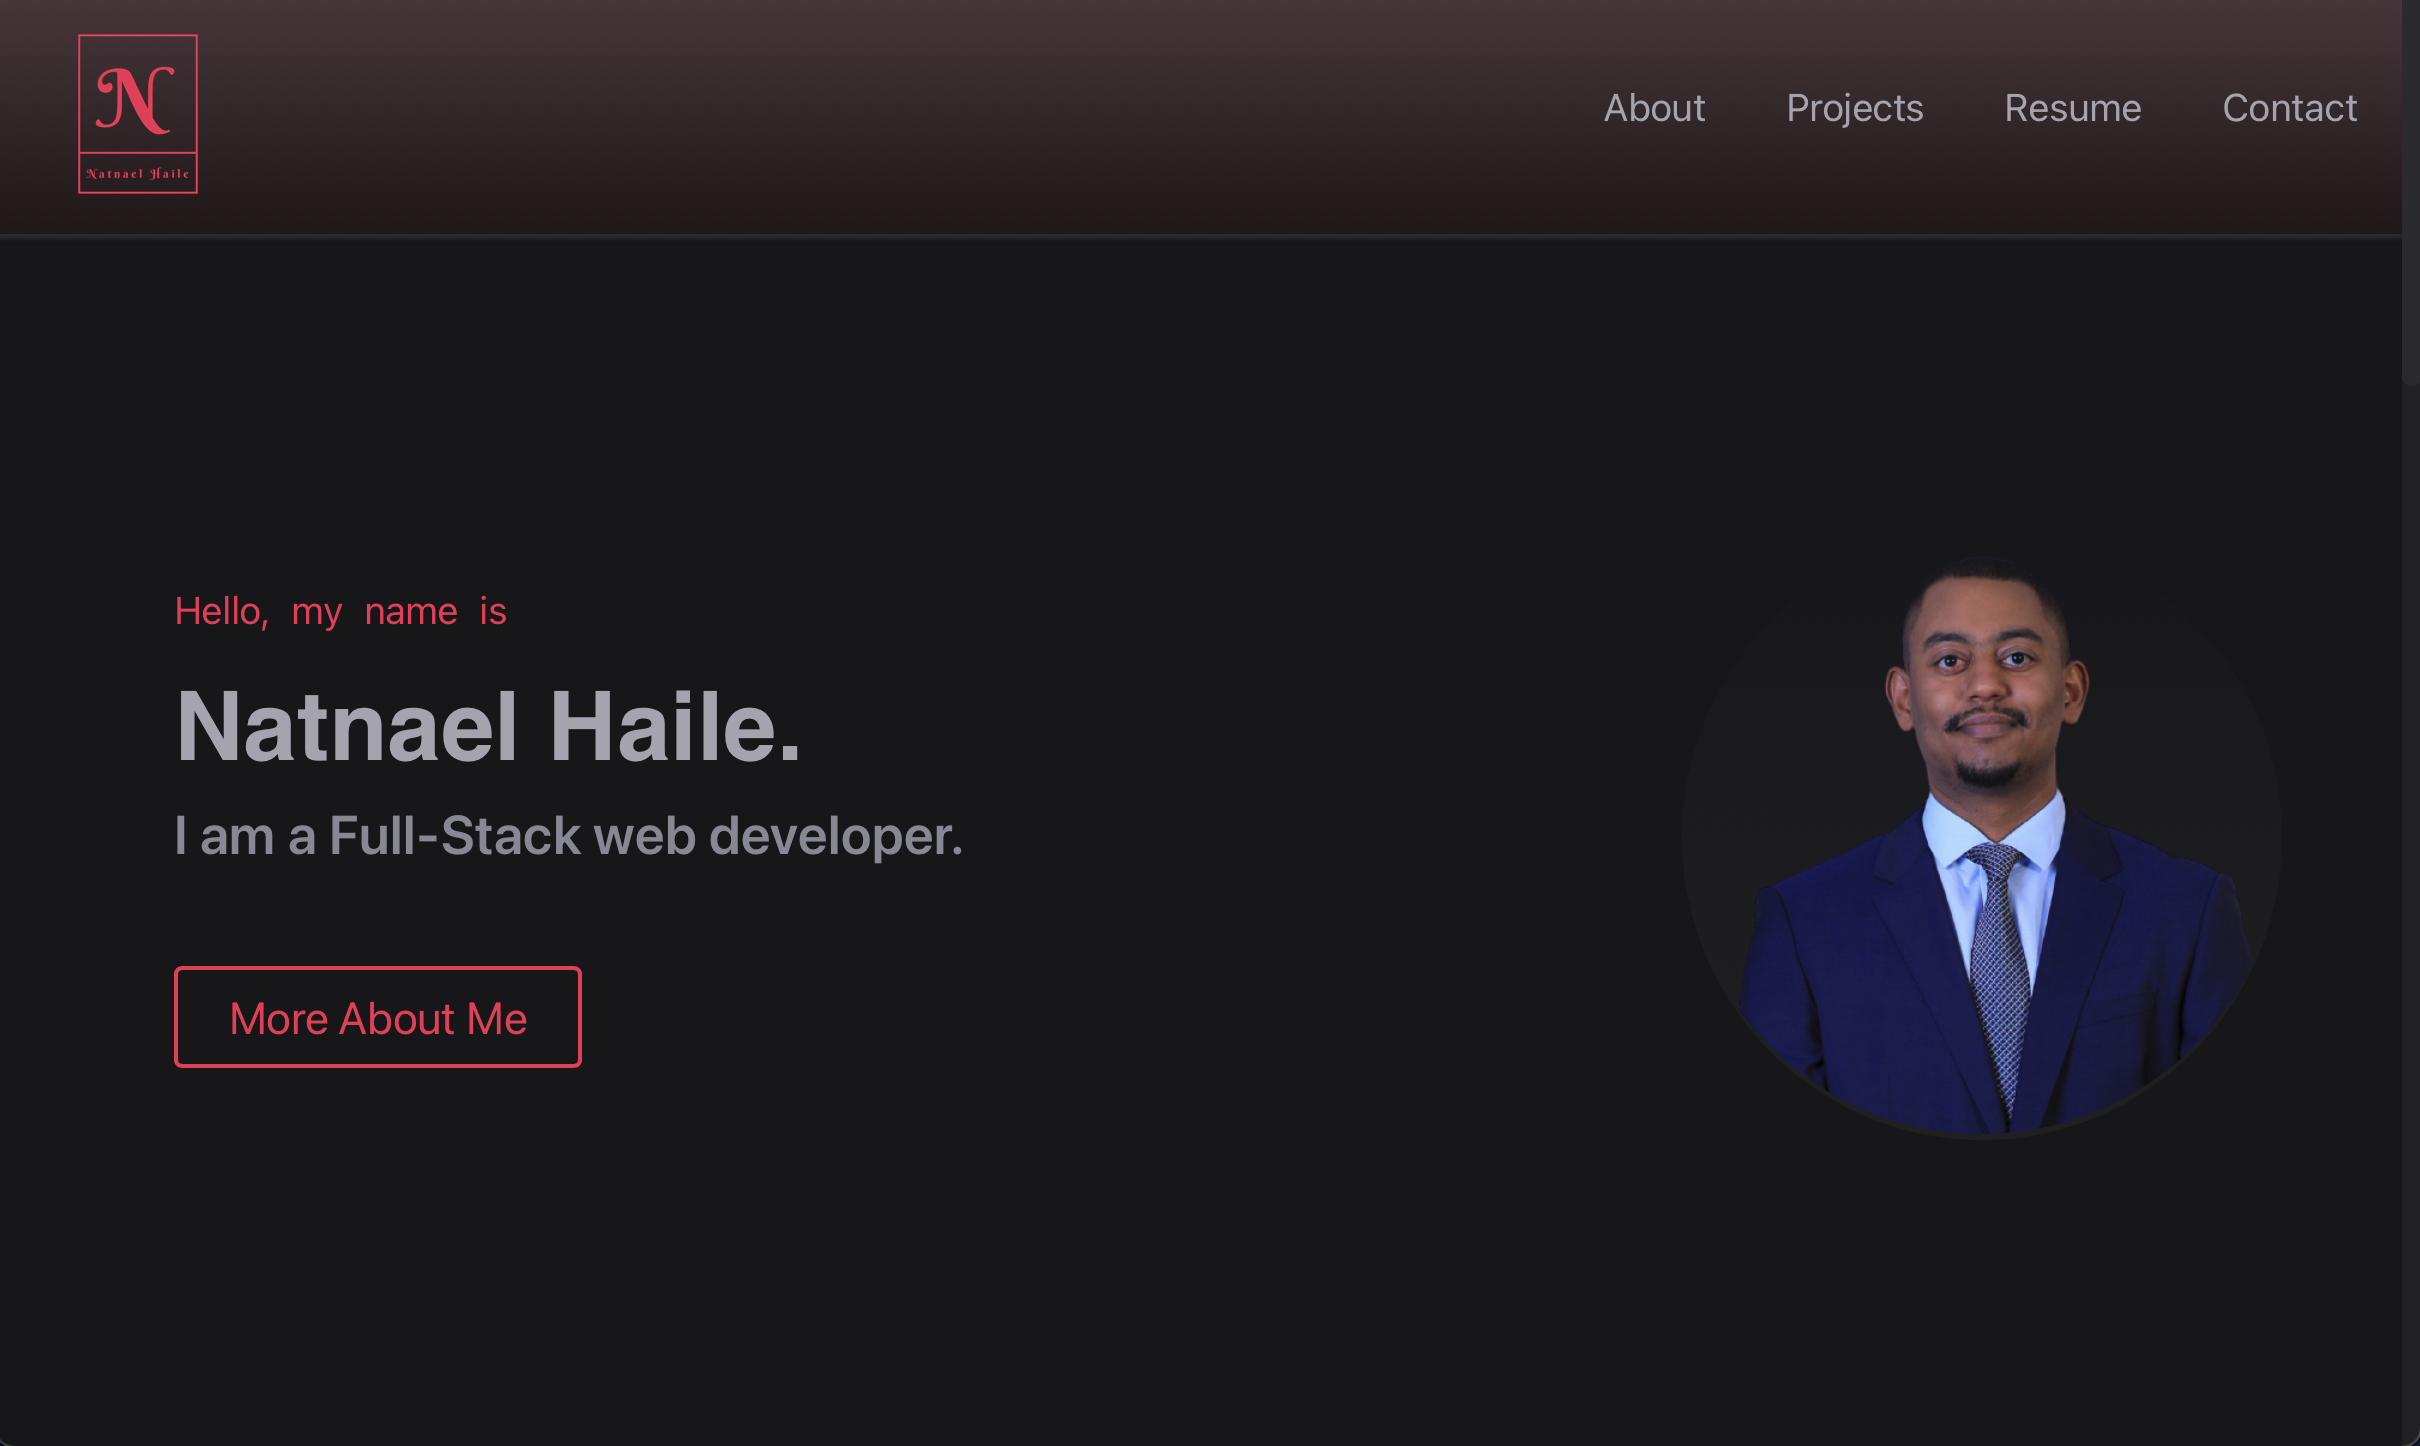 N
Natnael Haile
About Projects Resume Contact
Hello, my name is
Natnael Haile.
I am a Full-Stack web developer.
More About Me